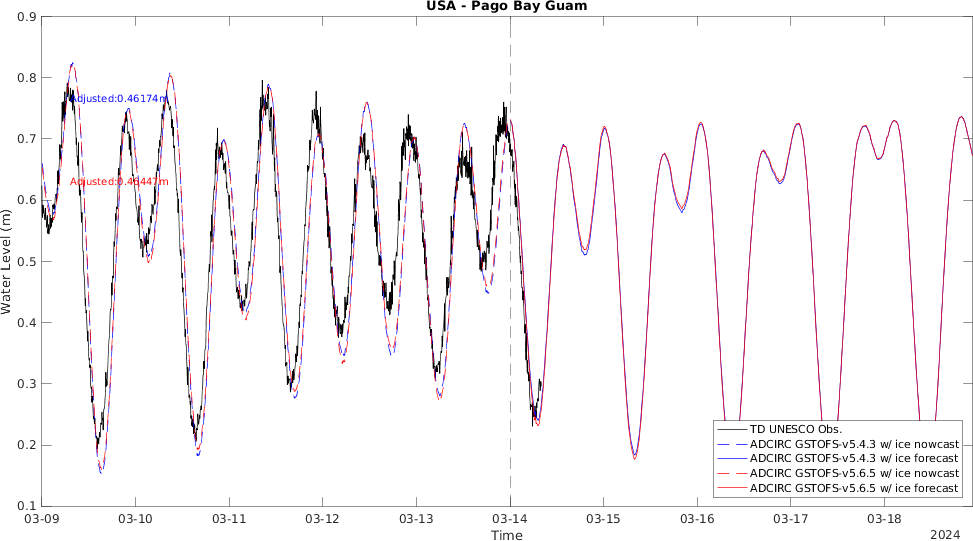 USA - Pago Bay Guam
0.9
0.8
0.7
0.6
0.5
0.4
0.3
0.2
0.1
Water Level (m)
Adjusted:0.46174m
Adjusted:0.46447m
TD UNESCO Obs.
ADCIRC GSTOFS-v5.4.3 w/ ice nowcast
ADCIRC GSTOFS-v5.4.3 w/ ice forecast
ADCIRC GSTOFS-v5.6.5 w/ ice nowcast
ADCIRC GSTOFS-v5.6.5 w/ ice forecast
03-09 03-10 03-11 03-12 03-13 03-14 03-15 03-16 03-17 03-18
Time
2024